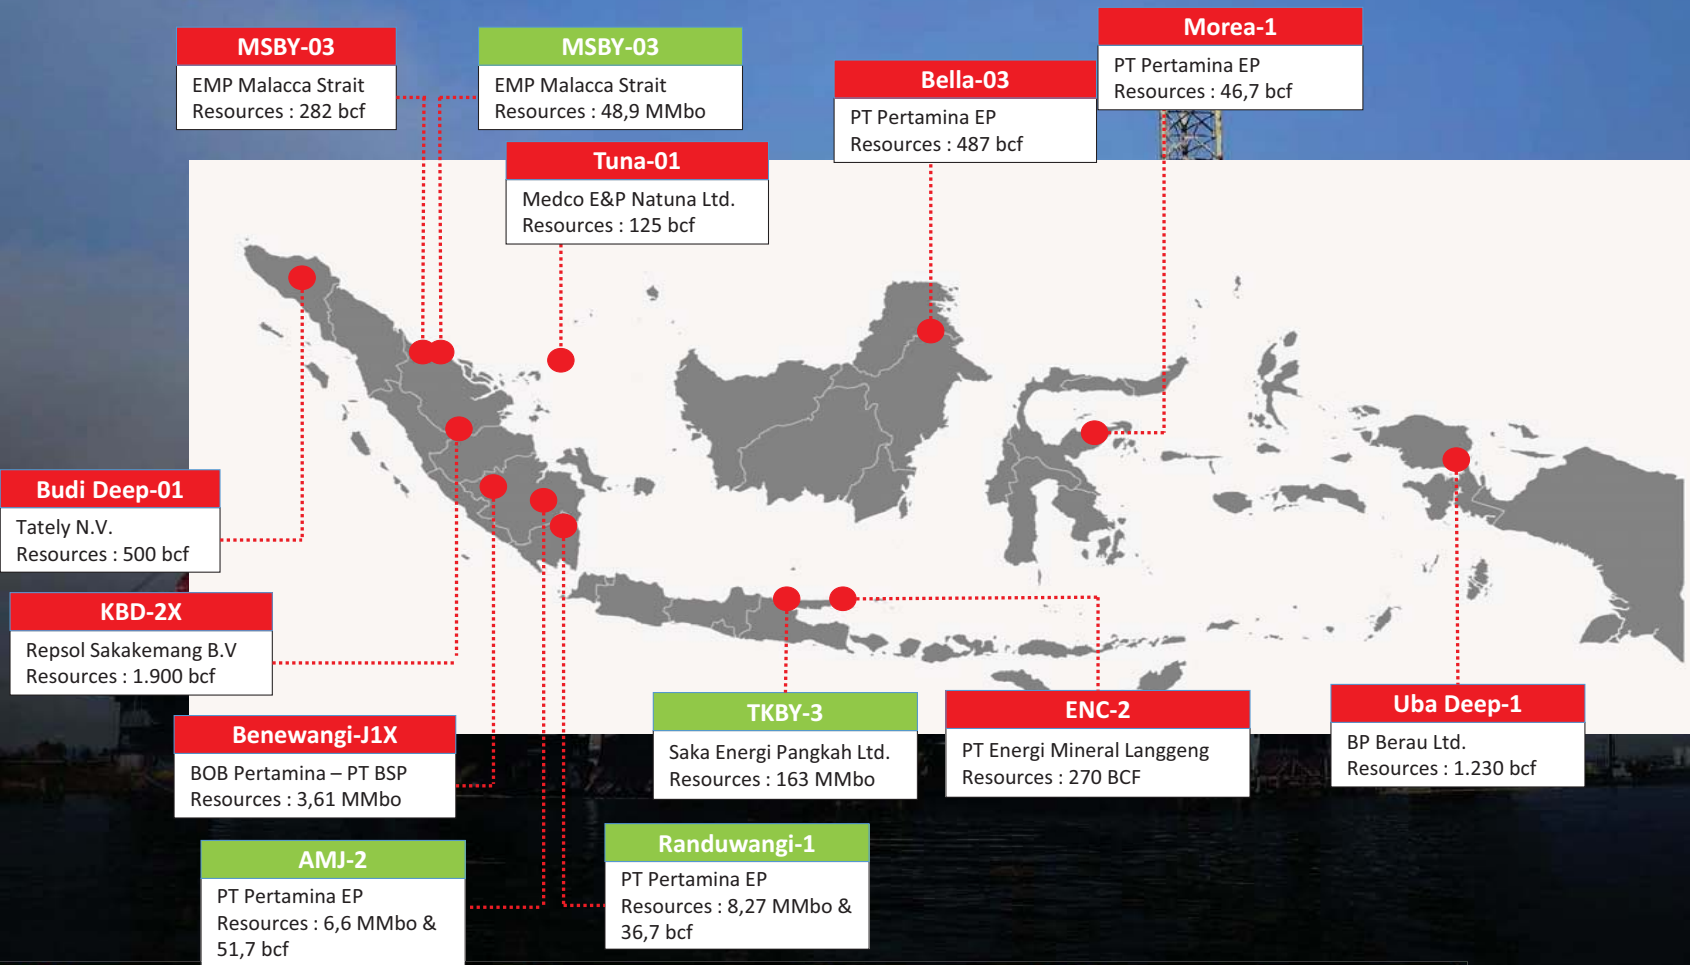 MSBY-03
EMP Malacca Strait
Resources : 282 bcf
MSBY-03
EMP Malacca Strait
Resources : 48,9 MMbo
Tuna-01
Medco E&P Natuna Ltd.
Resources : 125 bcf
Bella-03
PT Pertamina EP
Resources : 487 bcf
Morea-1
PT Pertamina EP
Resources : 46,7 bcf
Budi Deep-01
Tately N.V.
Resources : 500 bcf
KBD-2X
Repsol Sakakemang B.V
Resources : 1.900 bcf
Benewangi-J1X
BOB Pertamina – PT BSP
Resources : 3,61 MMbo
AMJ-2
PT Pertamina EP
Resources : 6,6 MMbo &
51,7 bcf
Randuwangi-1
PT Pertamina EP
Resources : 8,27 MMbo &
36,7 bcf
TKBY-3
Saka Energi Pangkah Ltd.
Resources : 163 MMbo
ENC-2
PT Energi Mineral Langgeng
Resources : 270 BCF
Uba Deep-1
BP Berau Ltd.
Resources : 1.230 bcf